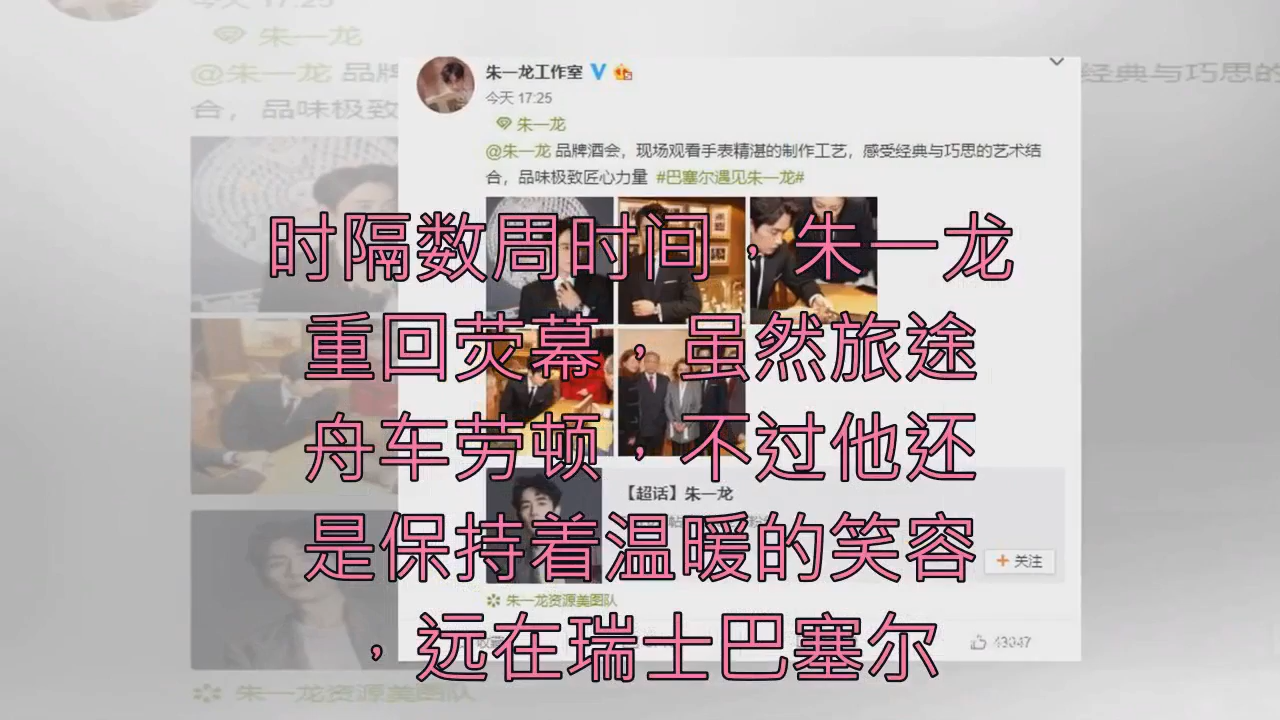 今天 17:25
朱一龙
@朱一龙 品牌
合，品味极致
经典与巧思的
朱一龙工作室
今天 17:25
朱一龙
@朱一龙 品牌酒会，现场观看手表精湛的制作工艺，感受经典与巧思的艺术结
合，品味极致匠心力量 #巴塞尔遇见朱一龙#
时隔数周时间，朱一龙
重回荧幕，虽然旅途
舟车劳顿，不过他还
是保持着温暖的笑容
，远在瑞士巴塞尔
【超话】朱一龙
+ 关注
朱一龙资源美图队
43047
朱一龙资源美图队